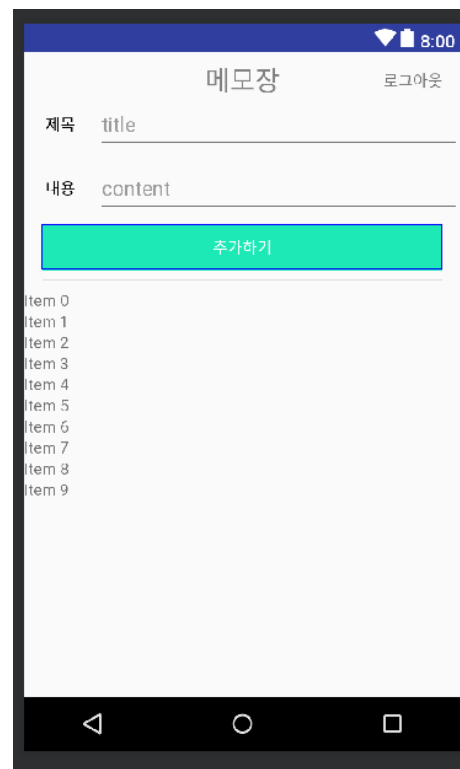 8:00
메모장 로그아웃
제목 title
내용 content
추가하기
Item 0
Item 1
Item 2
Item 3
Item 4
Item 5
Item 6
Item 7
Item 8
Item 9